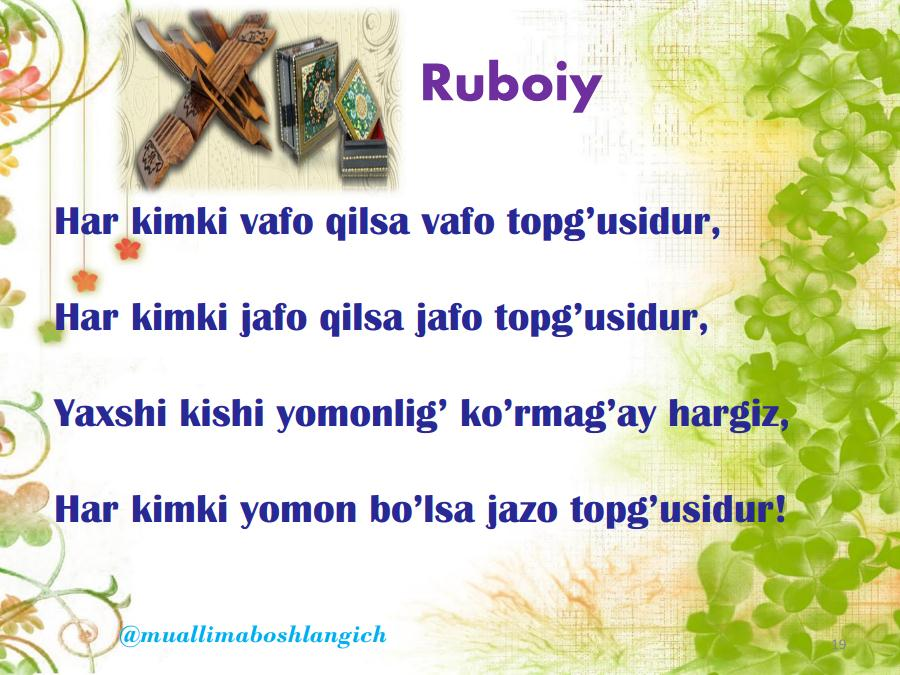 Ruboiy
Har kimki vafo qilsa vafo topg’usidur,
Har kimki jafo qilsa jafo topg’usidur,
Yaxshi kishi yomonlig’ ko’rmag’ay hargiz,
Har kimki yomon bo’lsa jazo topg’usidur!
@muallimaboshlangich
19